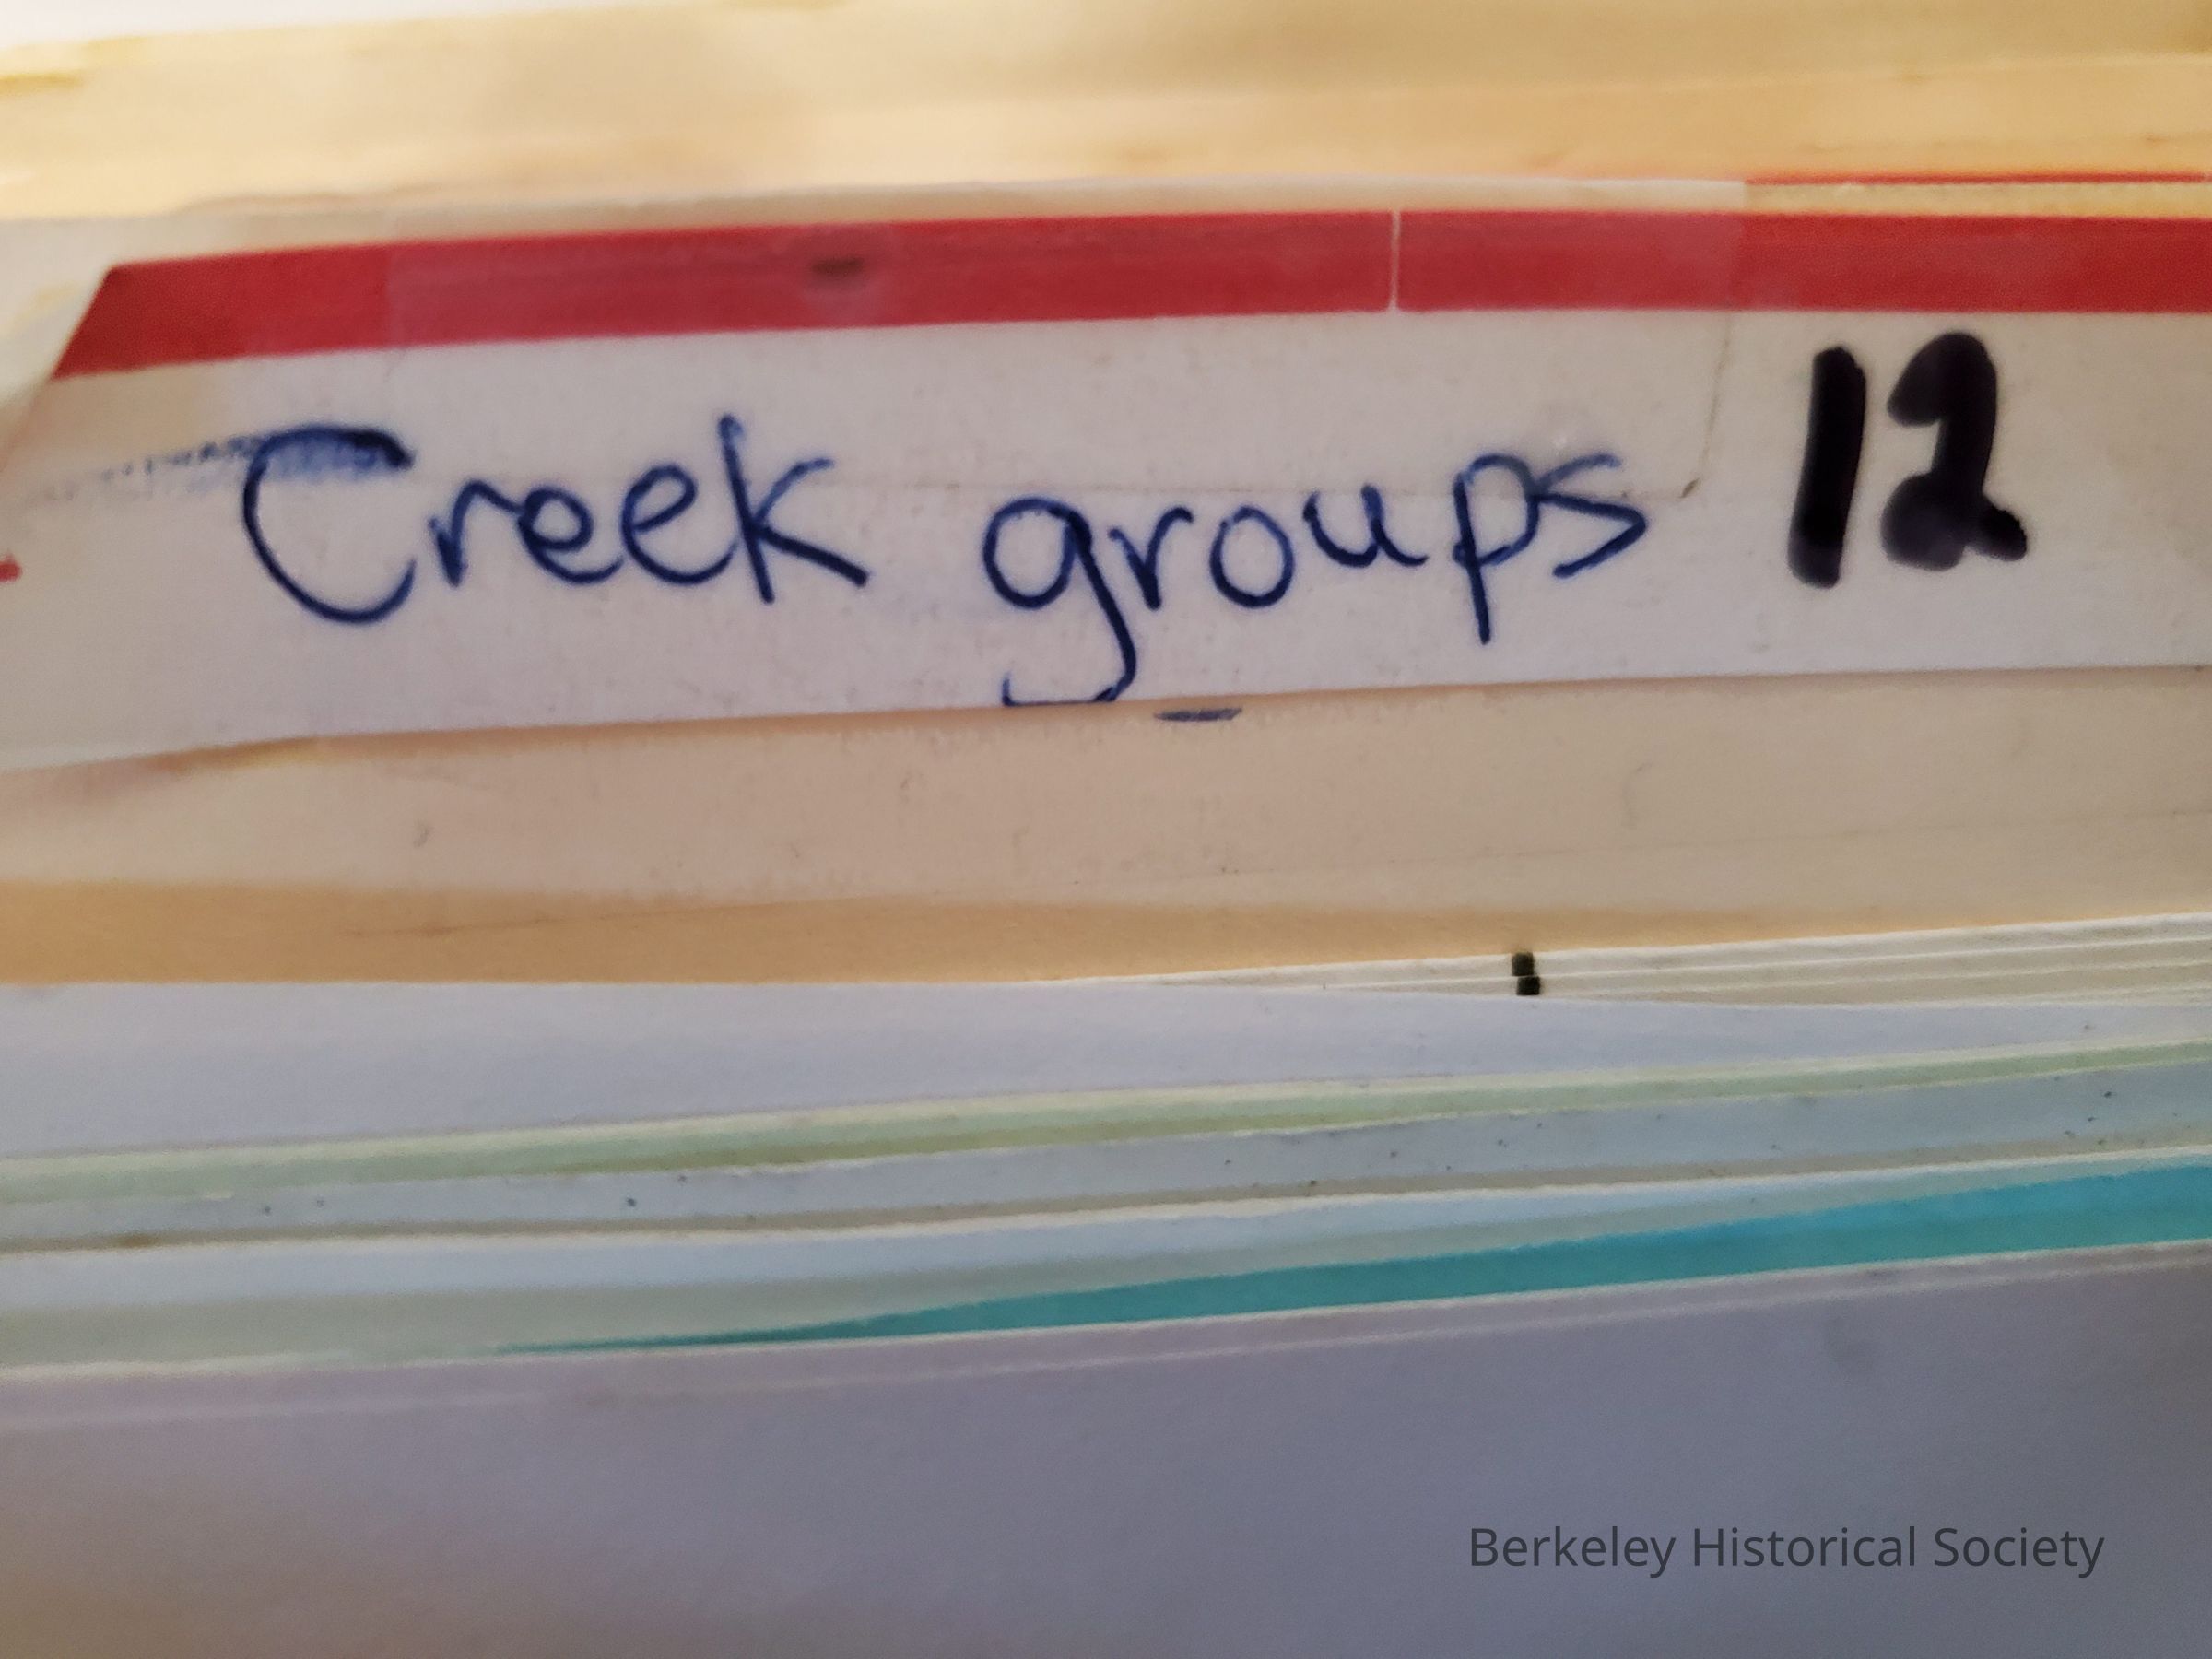 Creek groups 12
Berkeley Historical Society